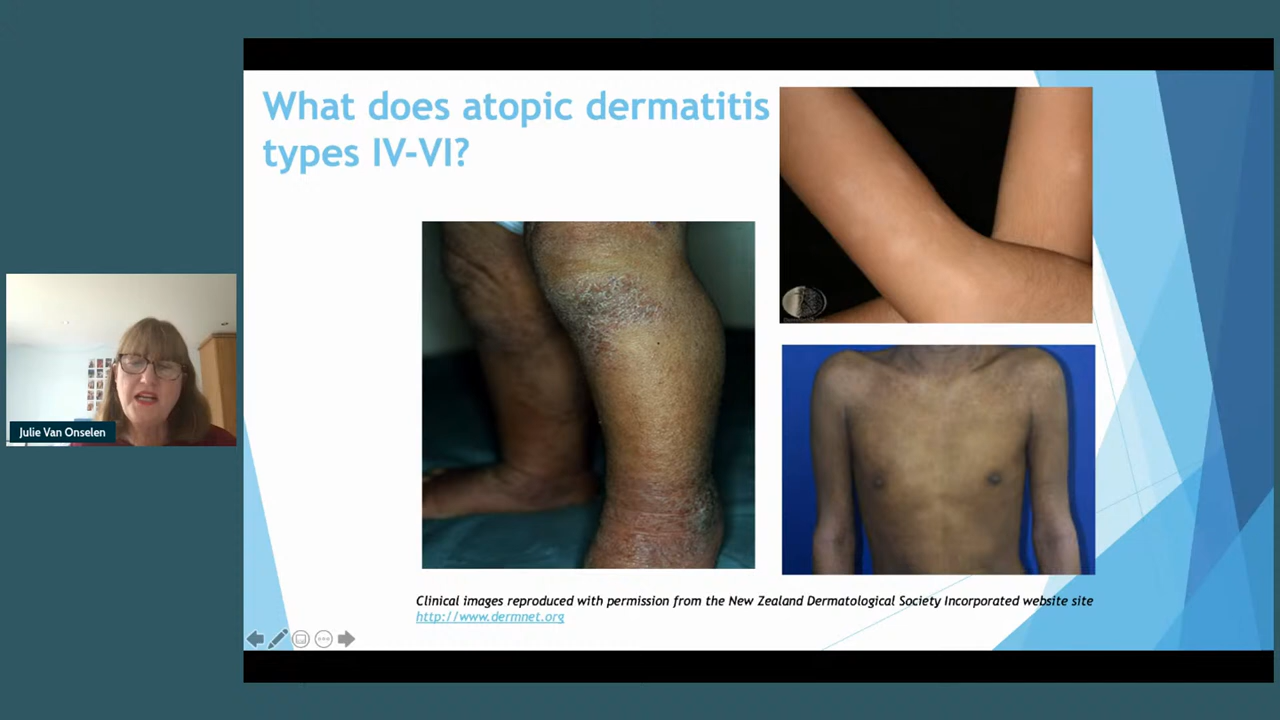 What does atopic dermatitis
types IV-VI?
Julie Van Onselen
Clinical images reproduced with permission from the New Zealand Dermatological Society Incorporated website site
http://www.dermnet.org